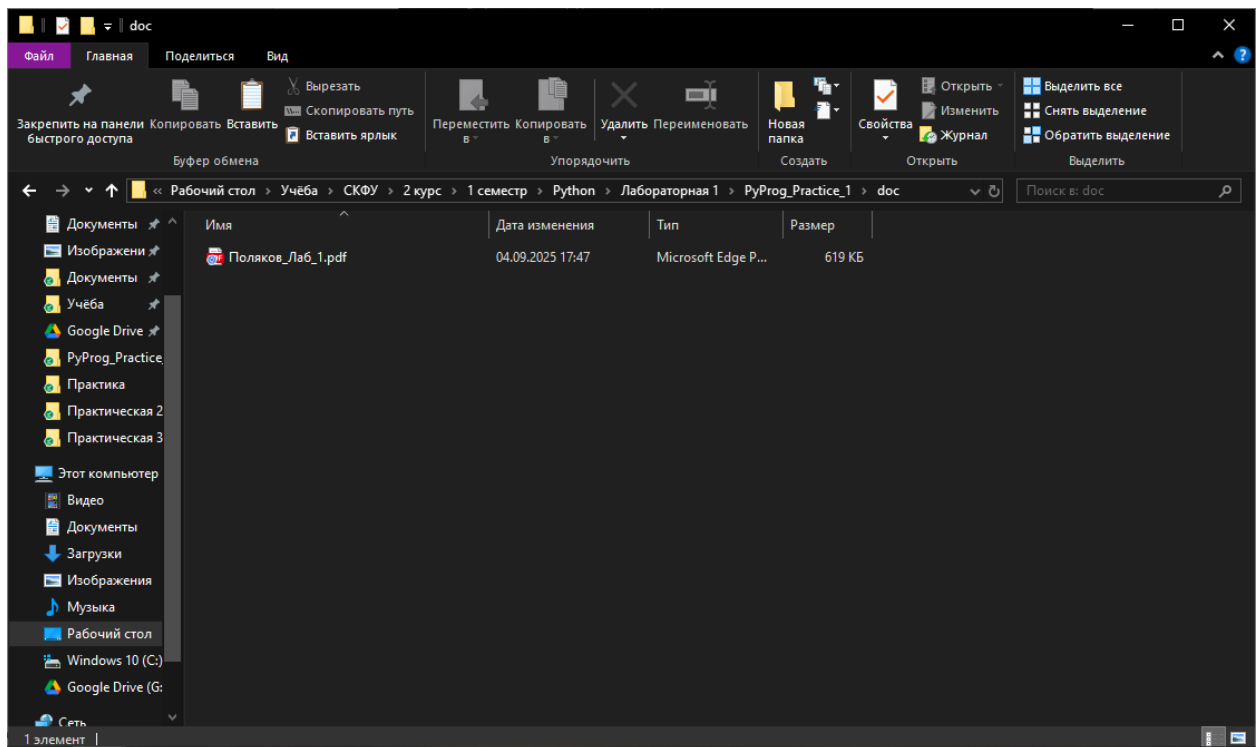 doc
Файл Главная Поделиться Вид
Закрепить на панели быстрого доступа
Копировать
Вставить
Вырезать
Скопировать путь
Вставить ярлык
Буфер обмена
Переместить в
Копировать в
Удалить
Переименовать
Упорядочить
Новая папка
Создать
Свойства
Открыть
Изменить
Журнал
Открыть
Выделить все
Снять выделение
Обратить выделение
Выделить
« Рабочий стол > Учёба > СКФУ > 2 курс > 1 семестр > Python > Лабораторная 1 > PyProg_Practice_1 > doc
Поиск в: doc
Имя Дата изменения Тип Размер
Поляков_Лаб_1.pdf 04.09.2025 17:47 Microsoft Edge P... 619 КБ
Документы
Изображени
Документы
Учёба
Google Drive
PyProg_Practice_
Практика
Практическая 2
Практическая 3
Этот компьютер
Видео
Документы
Загрузки
Изображения
Музыка
Рабочий стол
Windows 10 (C:)
Google Drive (G:
Сеть
1 элемент